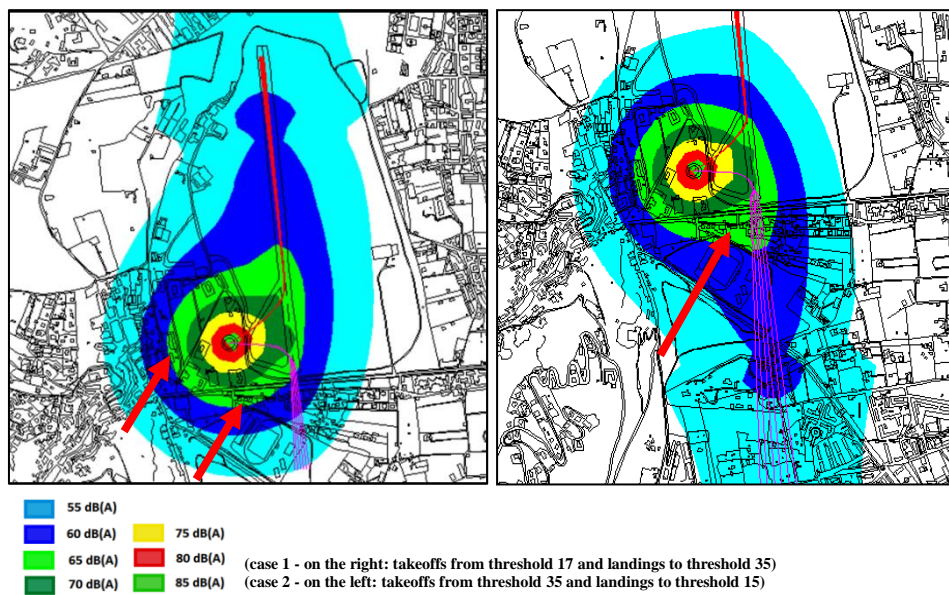 55 dB(A)
60 dB(A) 75 dB(A)
65 dB(A) 80 dB(A)
70 dB(A) 85 dB(A)
(case 1 - on the right: takeoffs from threshold 17 and landings to threshold 35)
(case 2 - on the left: takeoffs from threshold 35 and landings to threshold 15)